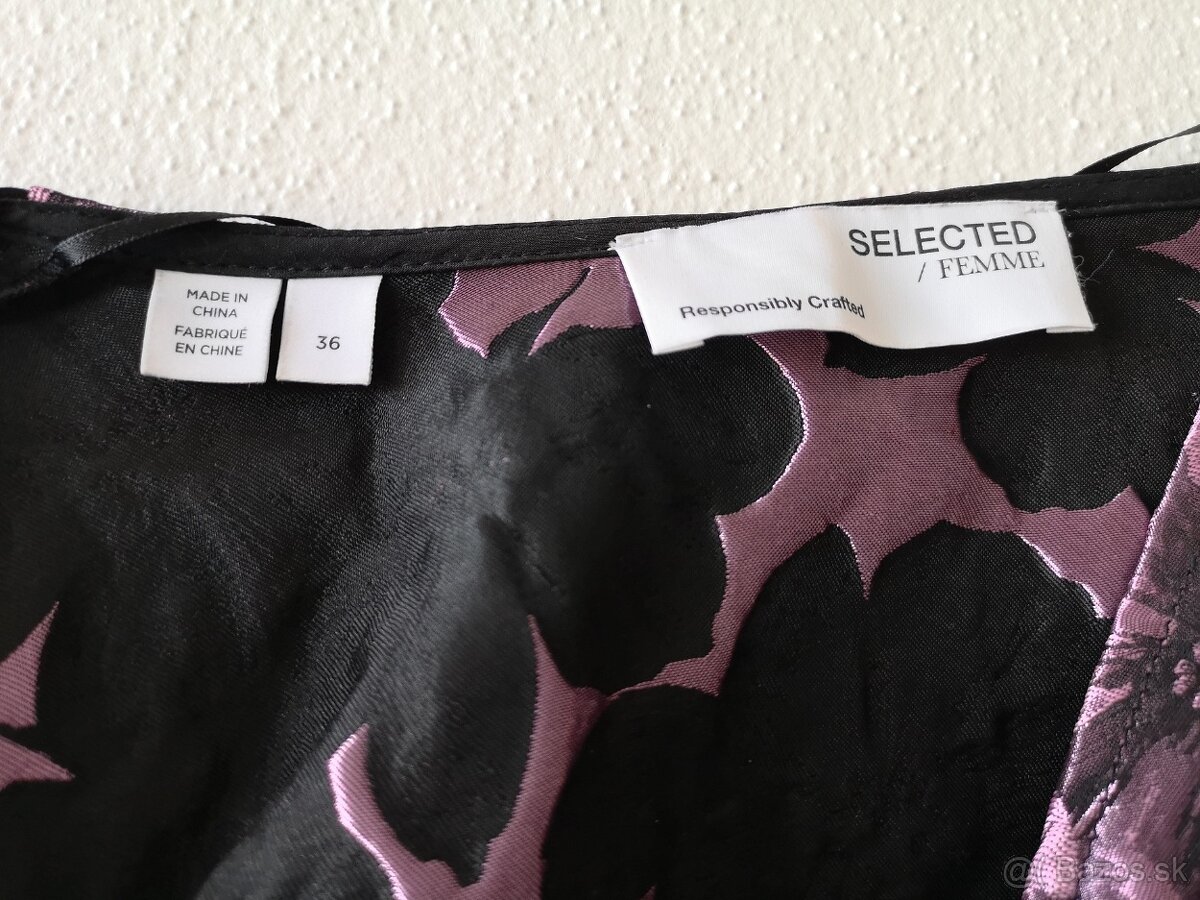 MADE IN
CHINA
FABRIQUÉ
EN CHINE
36
SELECTED
/ FEMME
Responsibly Crafted
Bazos.sk